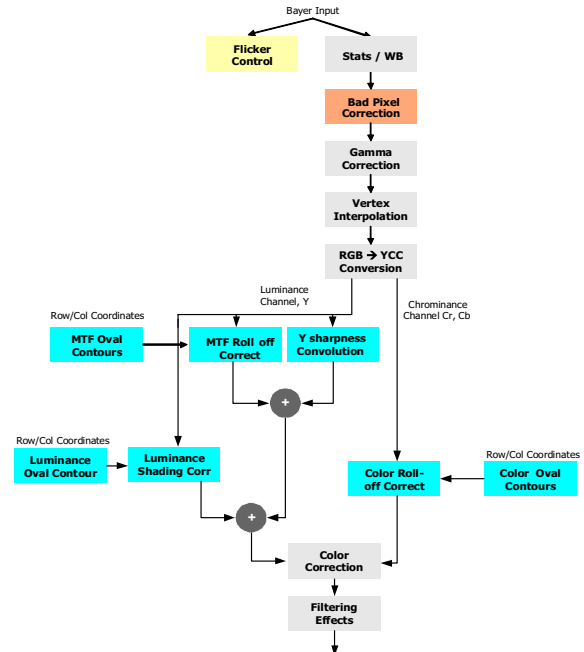 Bayer Input
Flicker
Control
Stats / WB
Bad Pixel
Correction
Gamma
Correction
Vertex
Interpolation
RGB → YCC
Conversion
Luminance
Channel, Y
Chrominance
Channel Cr, Cb
Row/Col Coordinates
MTF Oval
Contours
MTF Roll off
Correct
Y sharpness
Convolution
+
Row/Col Coordinates
Luminance
Oval Contour
Luminance
Shading Corr
Color Roll-
off Correct
Row/Col Coordinates
Color Oval
Contours
+
Color
Correction
Filtering
Effects